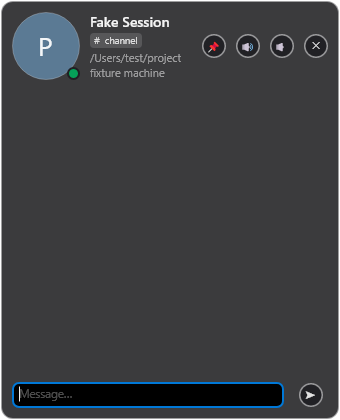 P
Fake Session
# channel
/Users/test/project
fixture machine
Message...